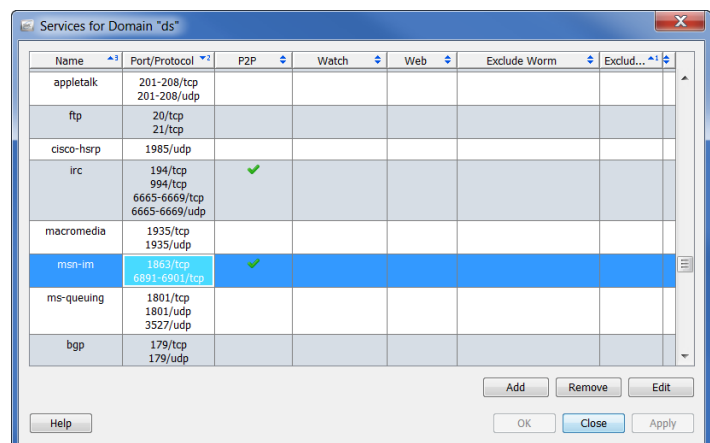 Services for Domain "ds"
X
Name 3 Port/Protocol 2 P2P Watch Web Exclude Worm Exclud... 1
appletalk 201-208/tcp
201-208/udp
ftp 20/tcp
21/tcp
cisco-hsrp 1985/udp
irc 194/tcp
994/tcp
6665-6669/tcp
6665-6669/udp
macromedia 1935/tcp
1935/udp
msn-im 1863/tcp
6891-6901/tcp
ms-queuing 1801/tcp
1801/udp
3527/udp
bgp 179/tcp
179/udp
Add Remove Edit
Help OK Close Apply